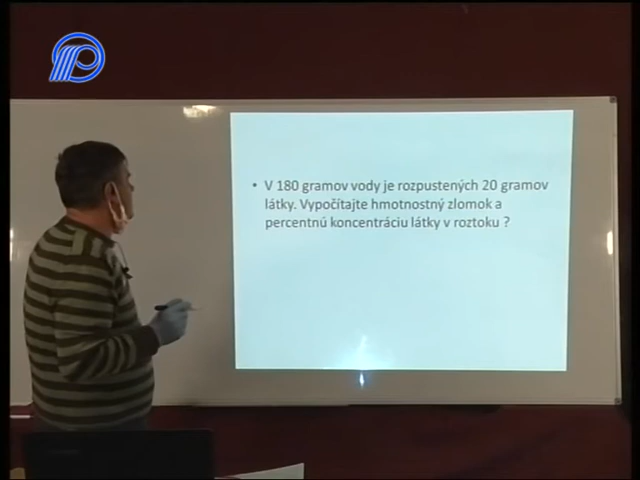 • V 180 gramov vody je rozpustených 20 gramov
látky. Vypočítajte hmotnostný zlomok a
percentnú koncentráciu látky v roztoku ?